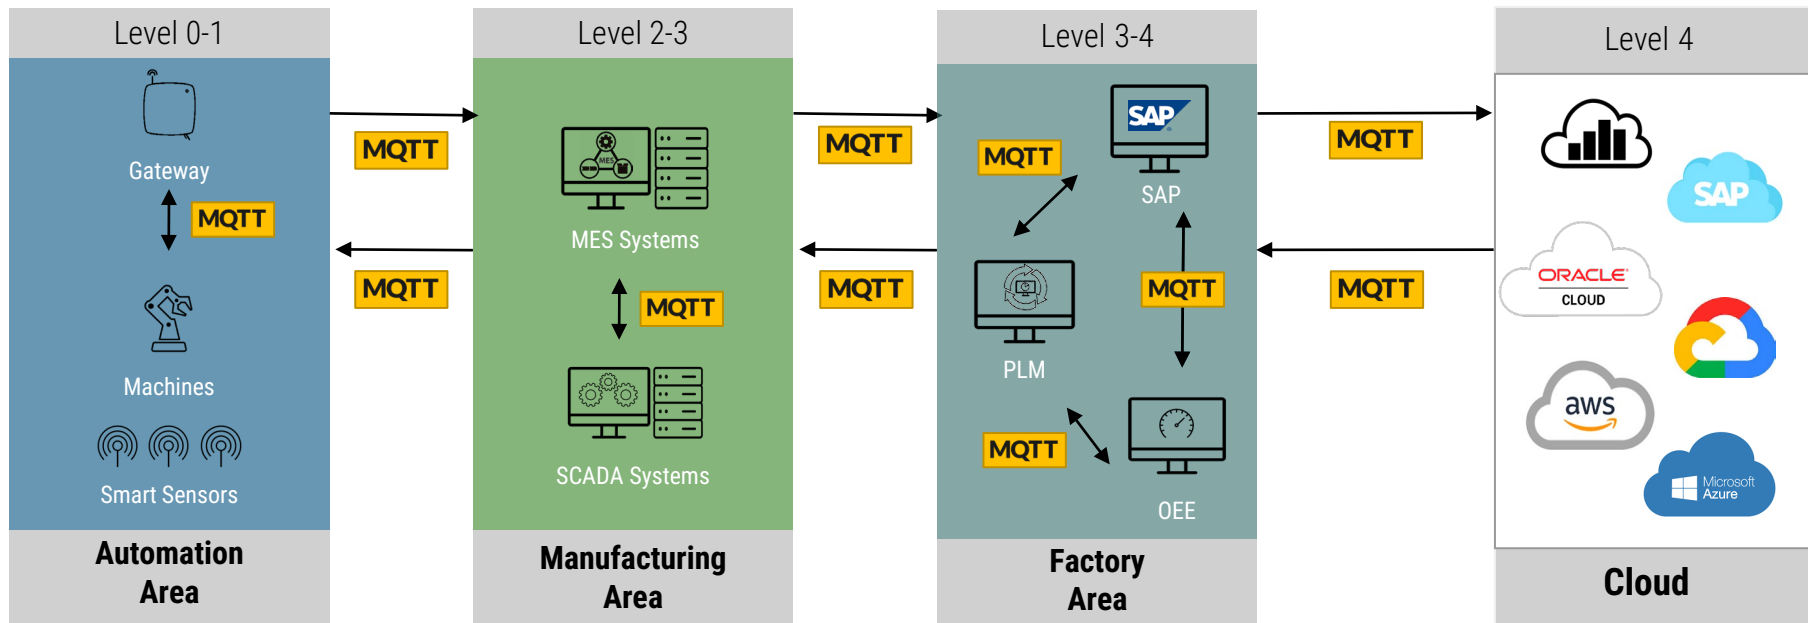 Level 0-1
Gateway
MQTT
Machines
Smart Sensors
Automation
Area
MQTT
MQTT
Level 2-3
MES
MES Systems
MQTT
SCADA Systems
Manufacturing
Area
MQTT
MQTT
Level 3-4
SAP
SAP
MQTT
PLM
MQTT
MQTT
OEE
Factory
Area
MQTT
MQTT
Level 4
SAP
ORACLE
CLOUD
aws
Microsoft
Azure
Cloud